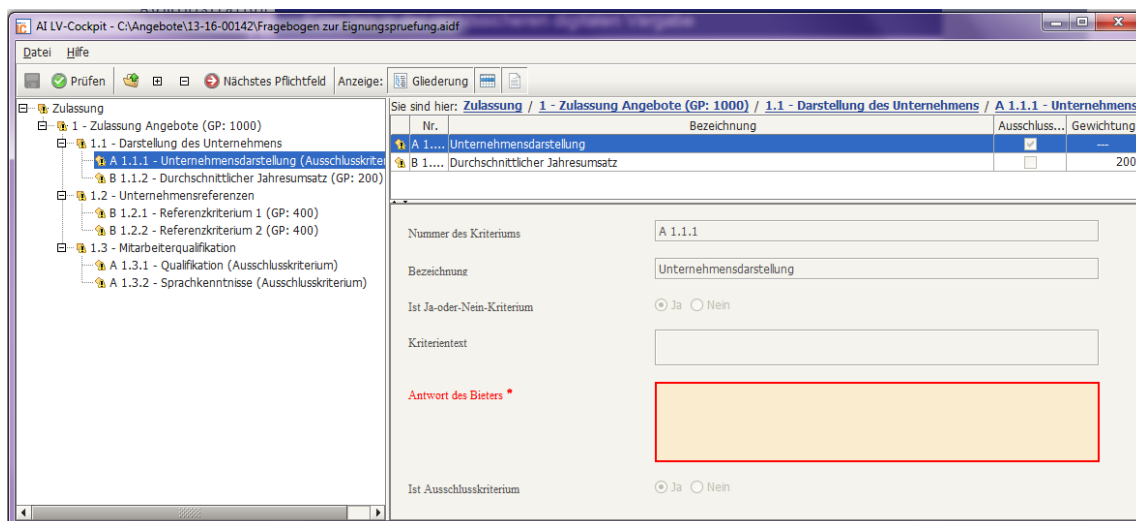 AI LV-Cockpit - C:\Angebote\13-16-00142\Fragebogen zur Eignungspruefung.aidf
Datei Hilfe
Prüfen Nächstes Pflichtfeld Anzeige: Gliederung
Zulassung
1 - Zulassung Angebote (GP: 1000)
1.1 - Darstellung des Unternehmens
A 1.1.1 - Unternehmensdarstellung (Ausschlusskriter
B 1.1.2 - Durchschnittlicher Jahresumsatz (GP: 200)
1.2 - Unternehmensreferenzen
B 1.2.1 - Referenzkriterium 1 (GP: 400)
B 1.2.2 - Referenzkriterium 2 (GP: 400)
1.3 - Mitarbeiterqualifikation
A 1.3.1 - Qualifikation (Ausschlusskriterium)
A 1.3.2 - Sprachkenntnisse (Ausschlusskriterium)
Sie sind hier: Zulassung / 1 - Zulassung Angebote (GP: 1000) / 1.1 - Darstellung des Unternehmens / A 1.1.1 - Unternehmens
Nr. Bezeichnung Ausschluss... Gewichtung
A 1.... Unternehmensdarstellung ---
B 1.... Durchschnittlicher Jahresumsatz 200
Nummer des Kriteriums A 1.1.1
Bezeichnung Unternehmensdarstellung
Ist Ja-oder-Nein-Kriterium Ja Nein
Kriterientext
Antwort des Bieters *
Ist Ausschlusskriterium Ja Nein